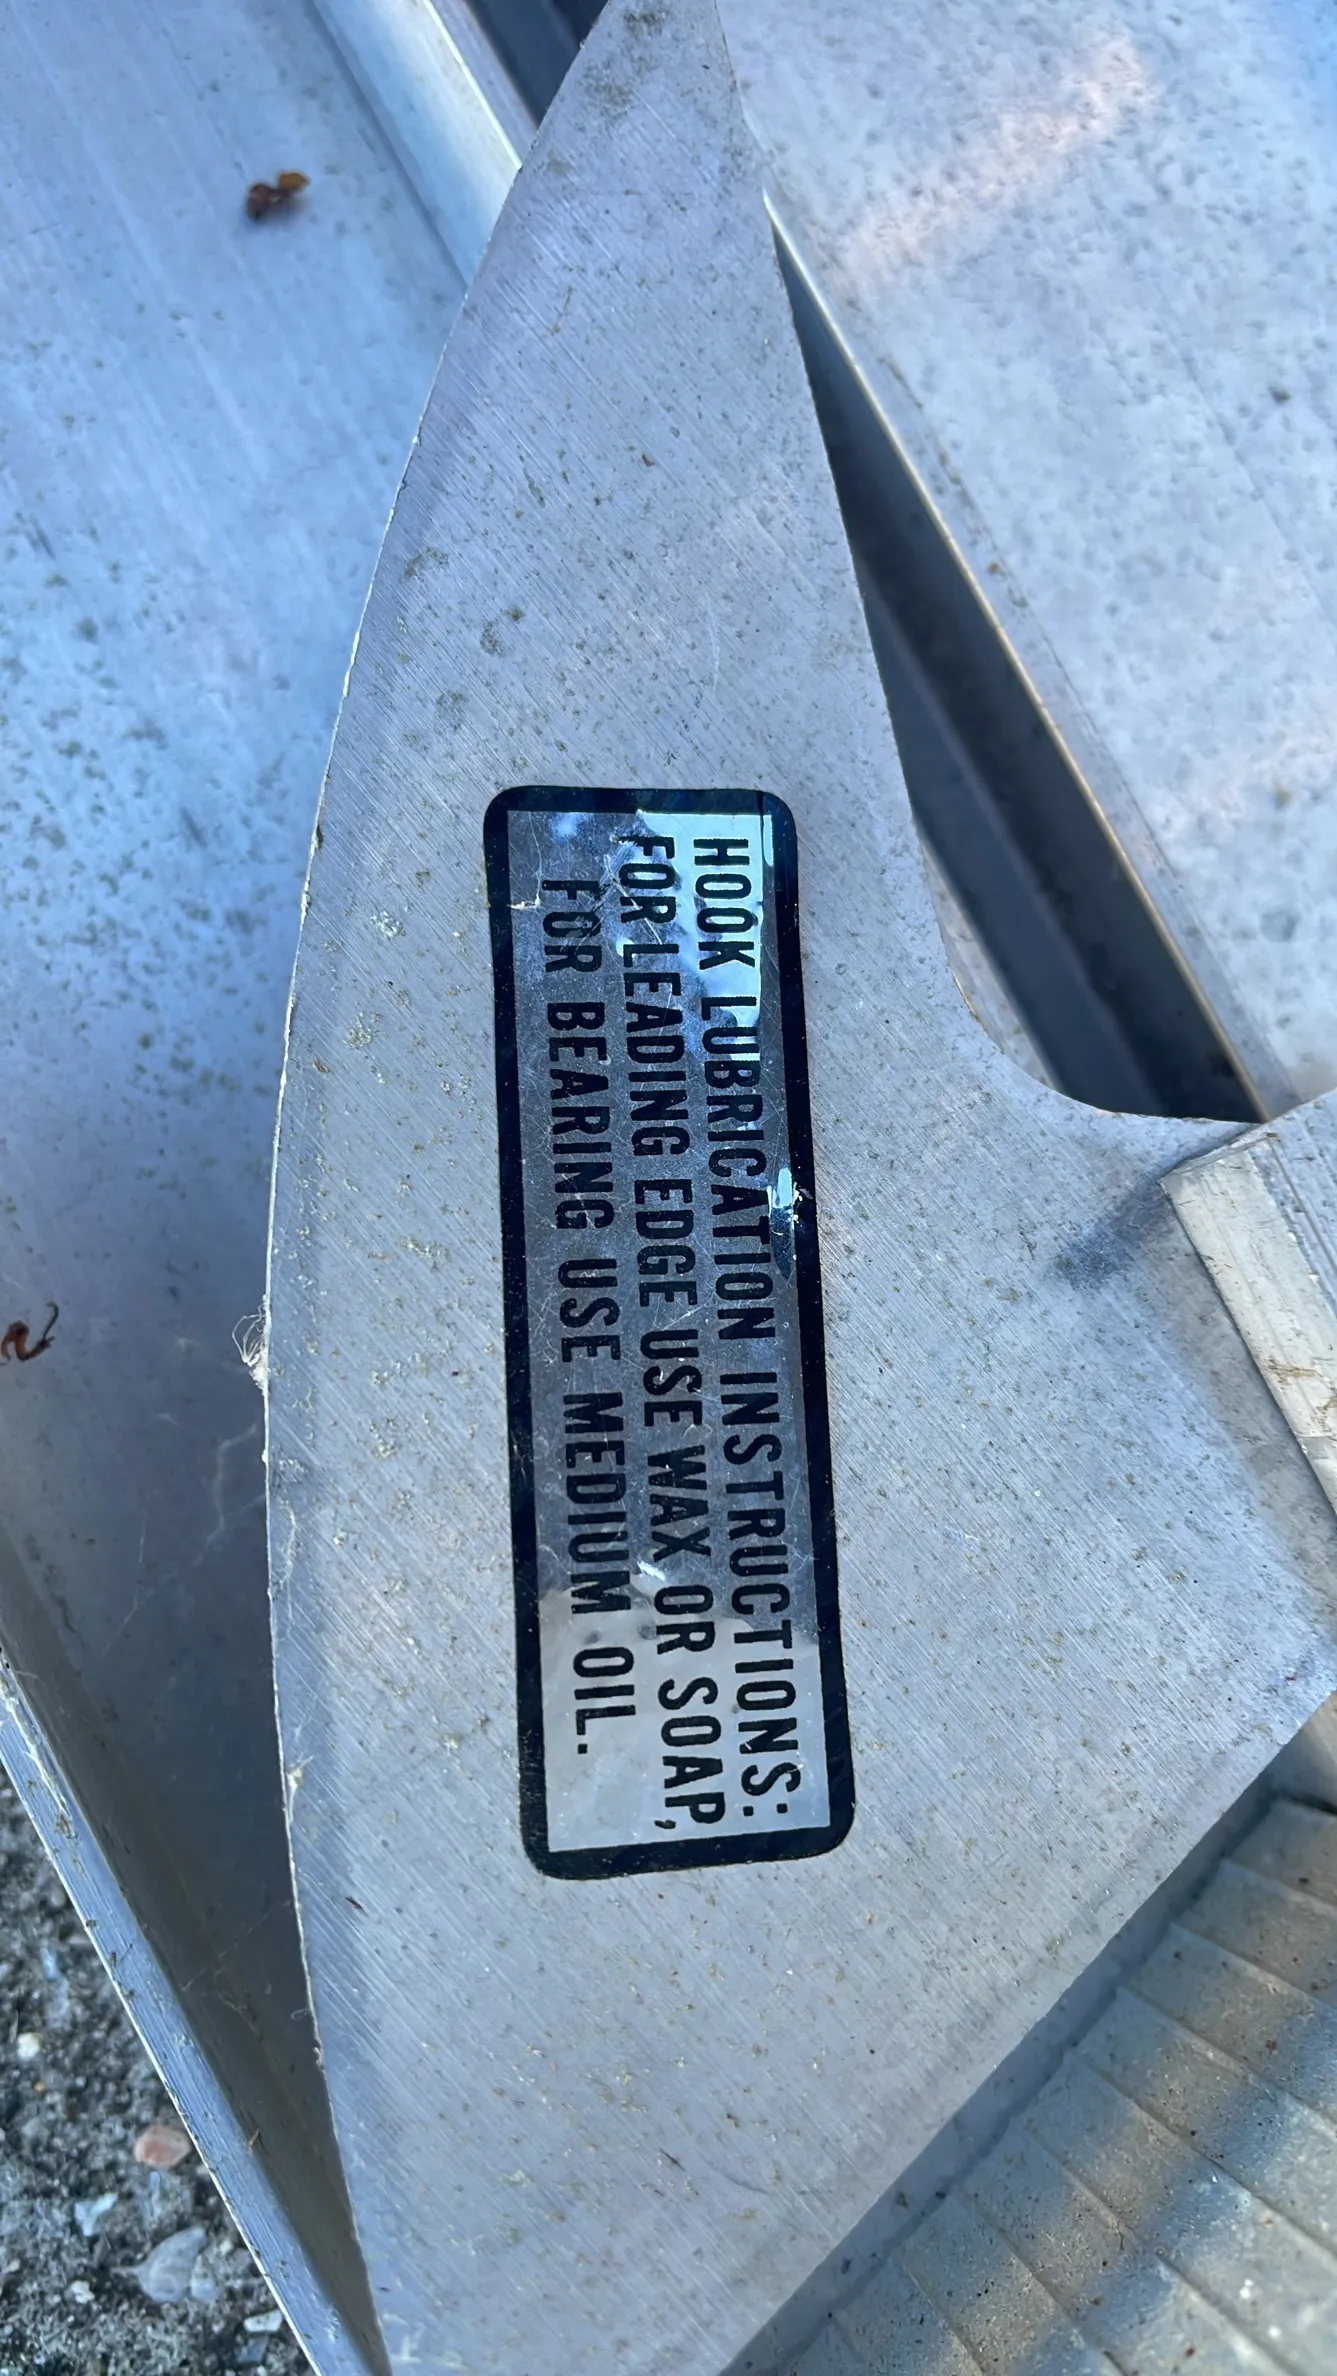 HOOK LUBRICATION INSTRUCTIONS:
FOR LEADING EDGE USE WAX OR SOAP,
FOR BEARING USE MEDIUM OIL.